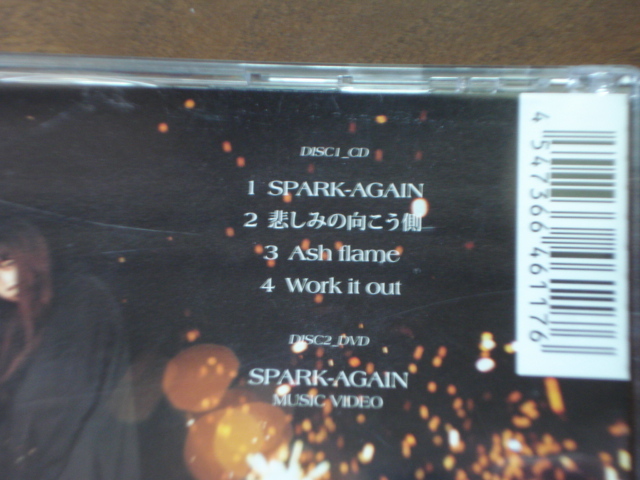 DISC1_CD
1 SPARK-AGAIN
2 悲しみの向こう側
3 Ash flame
4 Work it out
DISC2_DVD
SPARK-AGAIN
MUSIC VIDEO
4 547366 461176